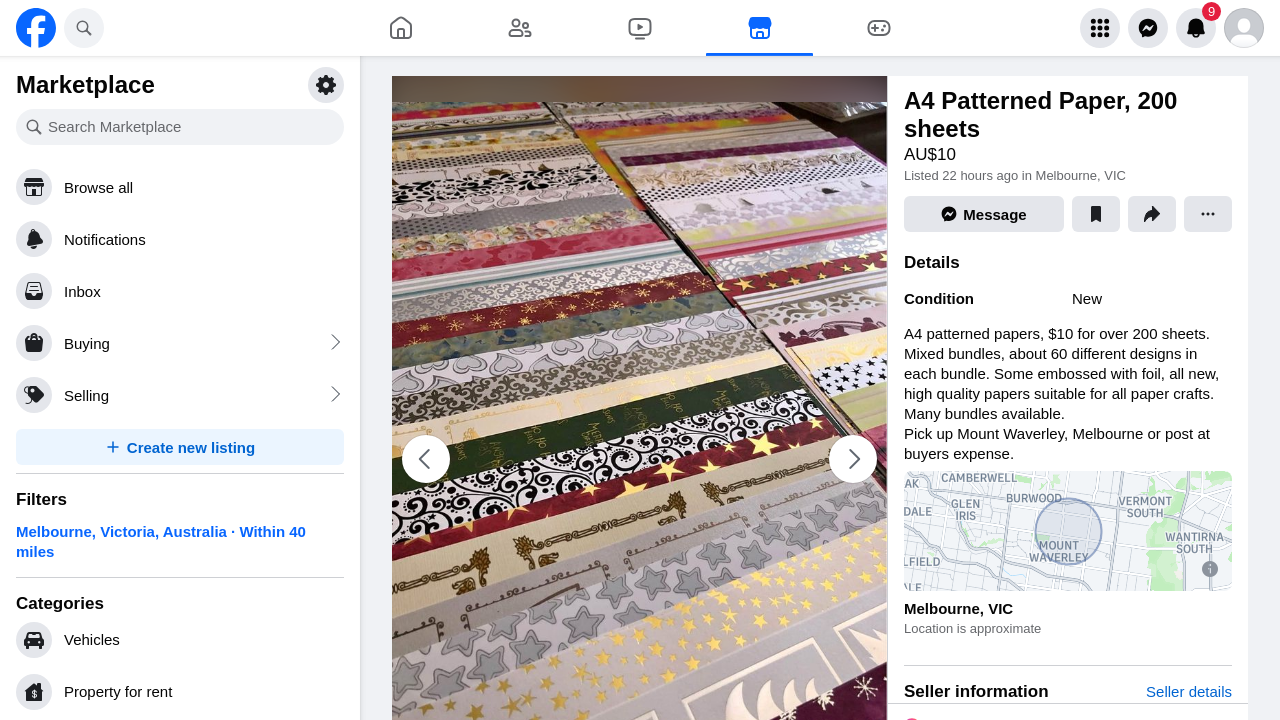 9
Marketplace
Search Marketplace
Browse all
Notifications
Inbox
Buying
Selling
Create new listing
Filters
Melbourne, Victoria, Australia · Within 40
miles
Categories
Vehicles
Property for rent
A4 Patterned Paper, 200
sheets
AU$10
Listed 22 hours ago in Melbourne, VIC
Message
Details
Condition New
A4 patterned papers, $10 for over 200 sheets.
Mixed bundles, about 60 different designs in
each bundle. Some embossed with foil, all new,
high quality papers suitable for all paper crafts.
Many bundles available.
Pick up Mount Waverley, Melbourne or post at
buyers expense.
AK
CAMBERWELL
DALE
GLEN
IRIS
BURWOOD
VERMONT
SOUTH
MOUNT
WAVERLEY
WANTIRNA
SOUTH
LFIELD
Melbourne, VIC
Location is approximate
Seller information
Seller details